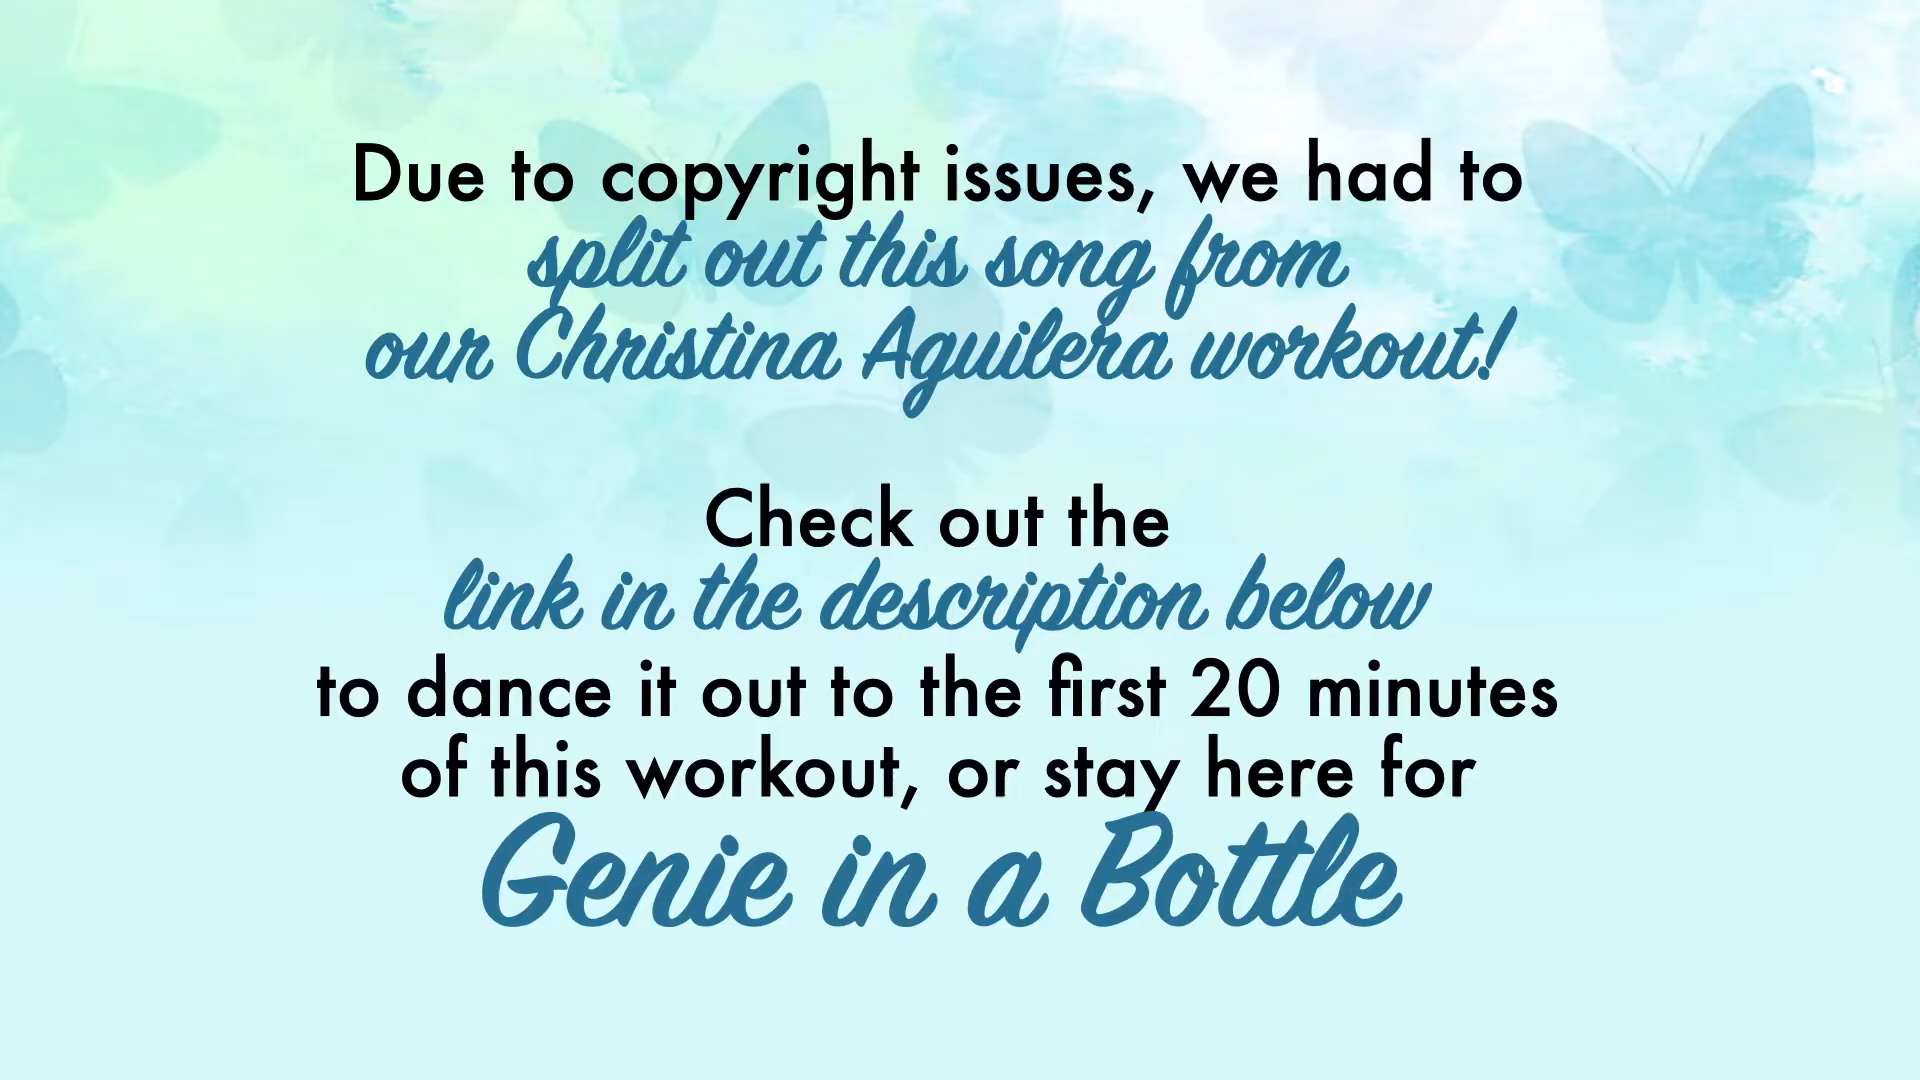 Due to copyright issues, we had to
split out this song from
our Christina Aguilera workout!
Check out the
link in the description below
to dance it out to the first 20 minutes
of this workout, or stay here for
Genie in a Bottle